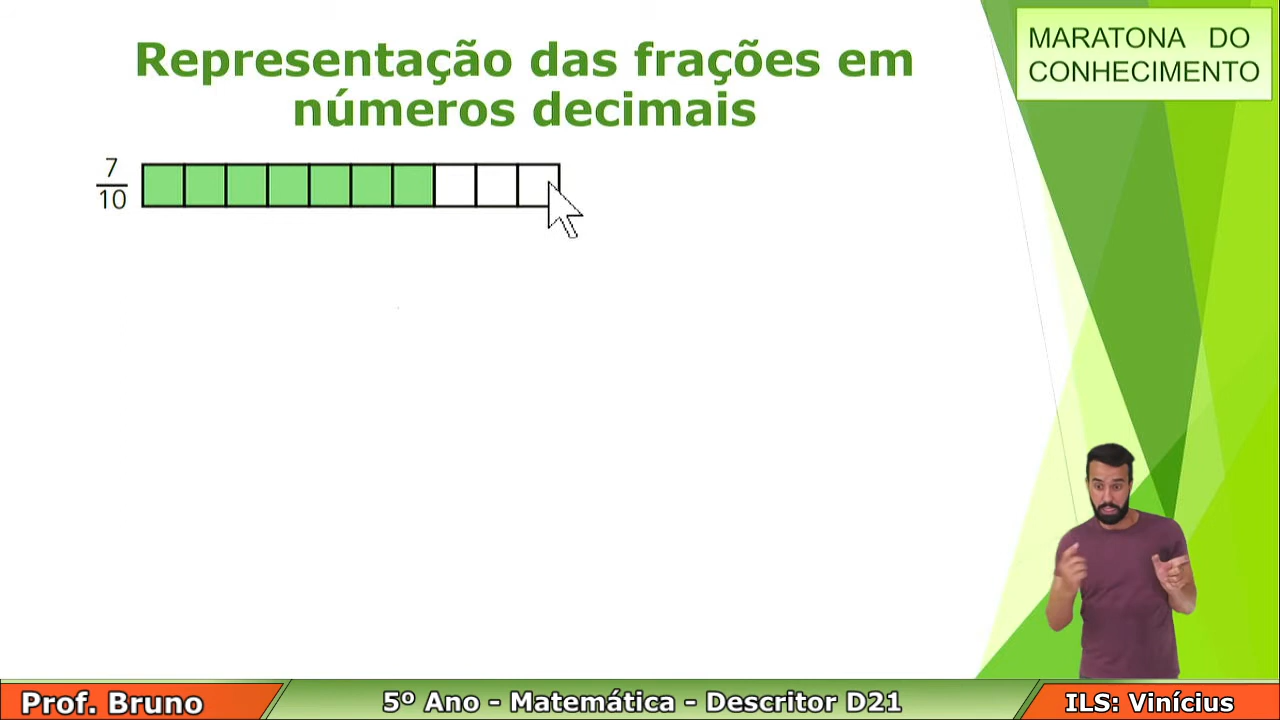 Representação das frações em
números decimais
MARATONA DO
CONHECIMENTO
7
10
Prof. Bruno
5º Ano - Matemática - Descritor D21
ILS: Vinícius